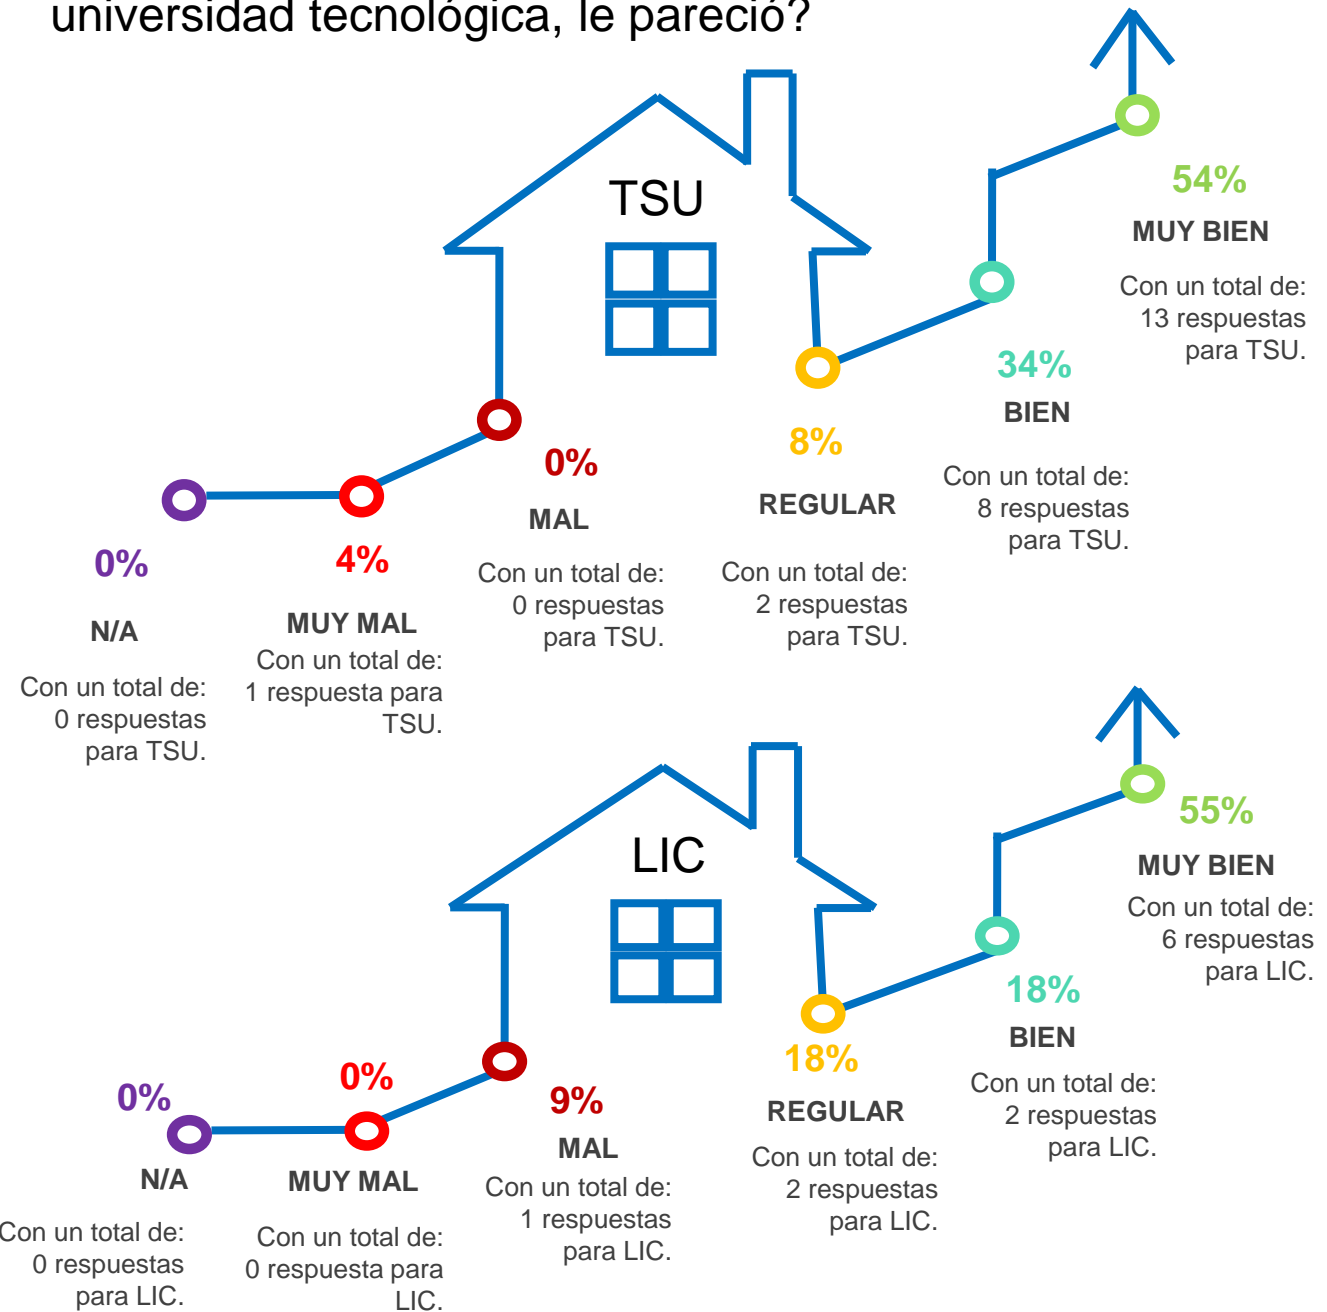 universidad tecnológica, le pareció?
TSU
54%
MUY BIEN
Con un total de:
13 respuestas
para TSU.
34%
BIEN
Con un total de:
8 respuestas
para TSU.
8%
REGULAR
Con un total de:
2 respuestas
para TSU.
0%
MAL
Con un total de:
0 respuestas
para TSU.
4%
MUY MAL
Con un total de:
1 respuesta para
TSU.
0%
N/A
Con un total de:
0 respuestas
para TSU.
LIC
55%
MUY BIEN
Con un total de:
6 respuestas
para LIC.
18%
BIEN
Con un total de:
2 respuestas
para LIC.
18%
REGULAR
Con un total de:
2 respuestas
para LIC.
9%
MAL
Con un total de:
1 respuestas
para LIC.
0%
MUY MAL
Con un total de:
0 respuesta para
LIC.
0%
N/A
Con un total de:
0 respuestas
para LIC.